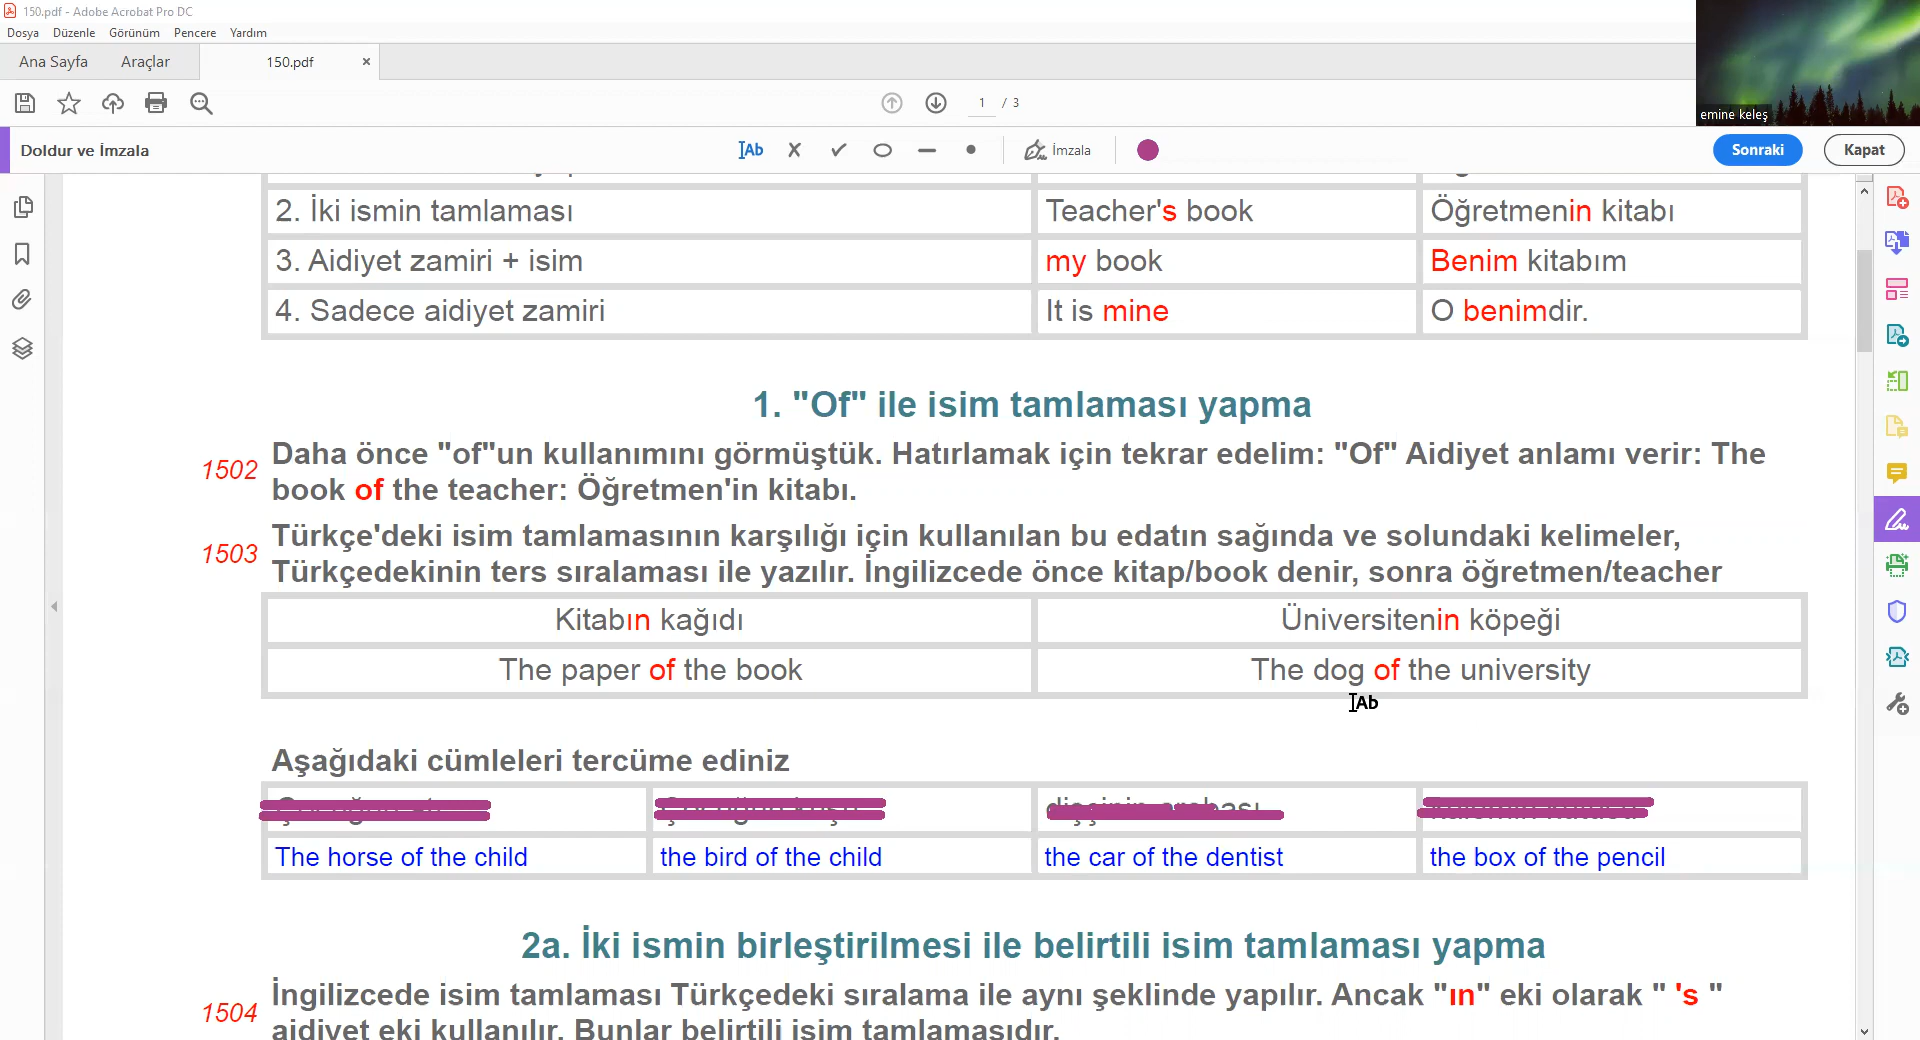 150.pdf - Adobe Acrobat Pro DC
Dosya Düzenle Görünüm Pencere Yardım
Ana Sayfa Araçlar 150.pdf ×
1 / 3
emine keleş
Doldur ve İmzala Ab İmzala Sonraki Kapat
2. İki ismin tamlaması Teacher's book Öğretmenin kitabı
3. Aidiyet zamiri + isim my book Benim kitabım
4. Sadece aidiyet zamiri It is mine O benimdir.
1. "Of" ile isim tamlaması yapma
1502 Daha önce "of"un kullanımını görmüştük. Hatırlamak için tekrar edelim: "Of" Aidiyet anlamı verir: The
book of the teacher: Öğretmen'in kitabı.
1503 Türkçe'deki isim tamlamasının karşılığı için kullanılan bu edatın sağında ve solundaki kelimeler,
Türkçedekinin ters sıralaması ile yazılır. İngilizcede önce kitap/book denir, sonra öğretmen/teacher
Kitabın kağıdı Üniversitenin köpeği
The paper of the book The dog of the university
Ab
Aşağıdaki cümleleri tercüme ediniz
dişçinin arabası
The horse of the child the bird of the child the car of the dentist the box of the pencil
2a. İki ismin birleştirilmesi ile belirtili isim tamlaması yapma
1504 İngilizcede isim tamlaması Türkçedeki sıralama ile aynı şeklinde yapılır. Ancak "ın" eki olarak " 's "
aidiyet eki kullanılır. Bunlar belirtili isim tamlamasıdır.